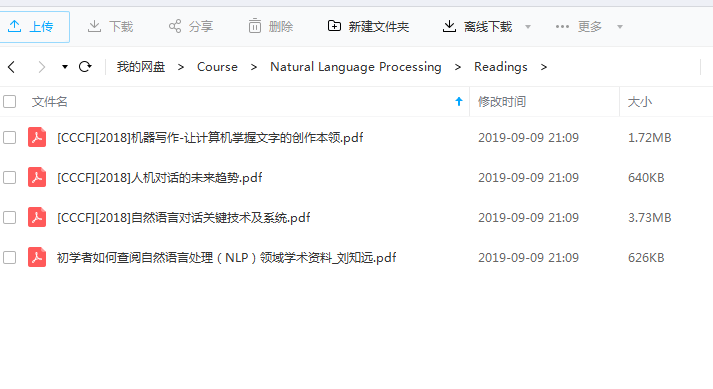 上传 下载 分享 删除 新建文件夹 离线下载 更多
我的网盘 > Course > Natural Language Processing > Readings >
文件名 修改时间 大小
[CCCF][2018]机器写作-让计算机掌握文字的创作本领.pdf 2019-09-09 21:09 1.72MB
[CCCF][2018]人机对话的未来趋势.pdf 2019-09-09 21:09 640KB
[CCCF][2018]自然语言对话关键技术及系统.pdf 2019-09-09 21:09 3.73MB
初学者如何查阅自然语言处理（NLP）领域学术资料_刘知远.pdf 2019-09-09 21:09 626KB